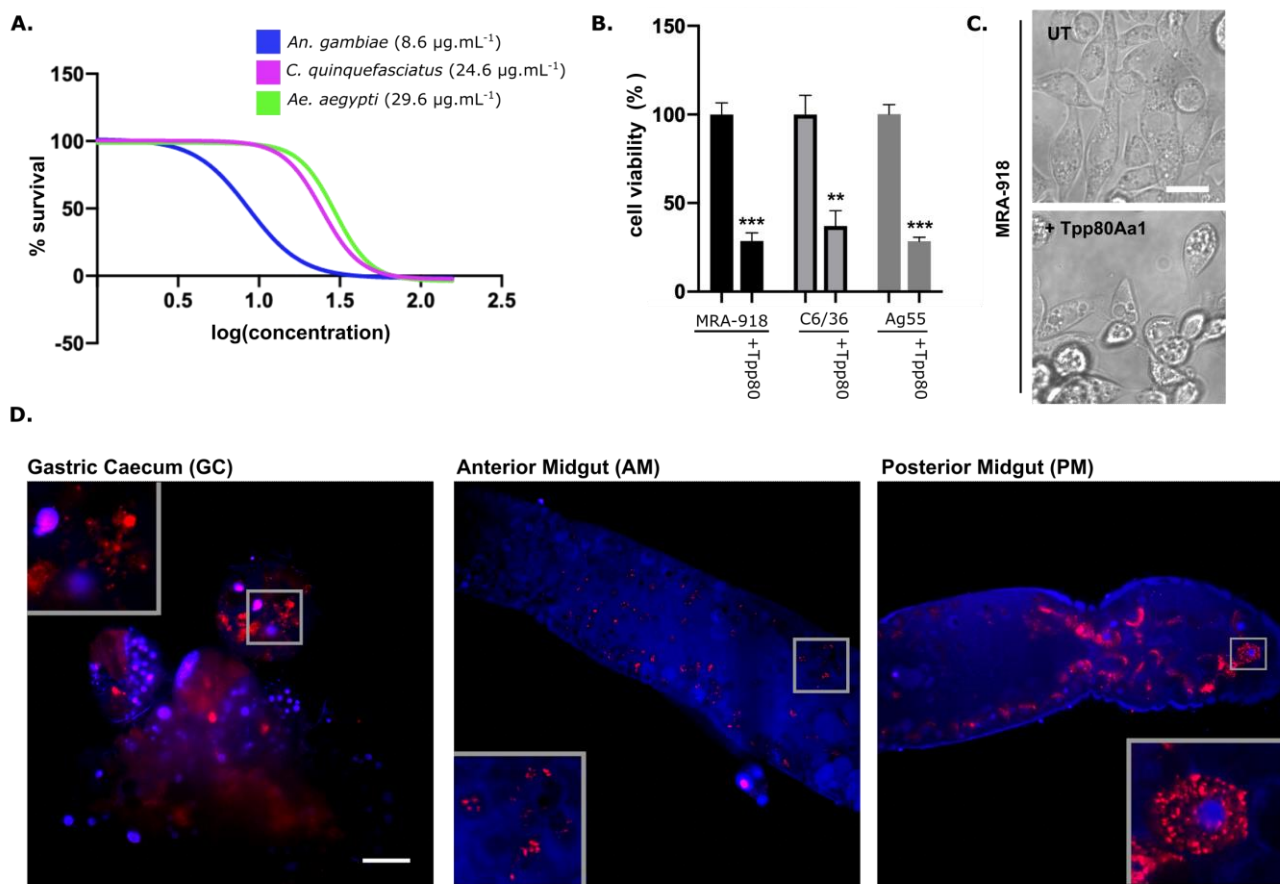 A.
An. gambiae (8.6 µg.mL⁻¹)
C. quinquefasciatus (24.6 µg.mL⁻¹)
Ae. aegypti (29.6 µg.mL⁻¹)
% survival
150
100
50
0
-50
0.5
1.0
1.5
2.0
2.5
log(concentration)
B.
cell viability (%)
150
100
50
0
***
**
***
MRA-918
+Tpp80
C6/36
+Tpp80
Ag55
+Tpp80
C.
MRA-918
UT
+ Tpp80Aa1
D.
Gastric Caecum (GC)
Anterior Midgut (AM)
Posterior Midgut (PM)